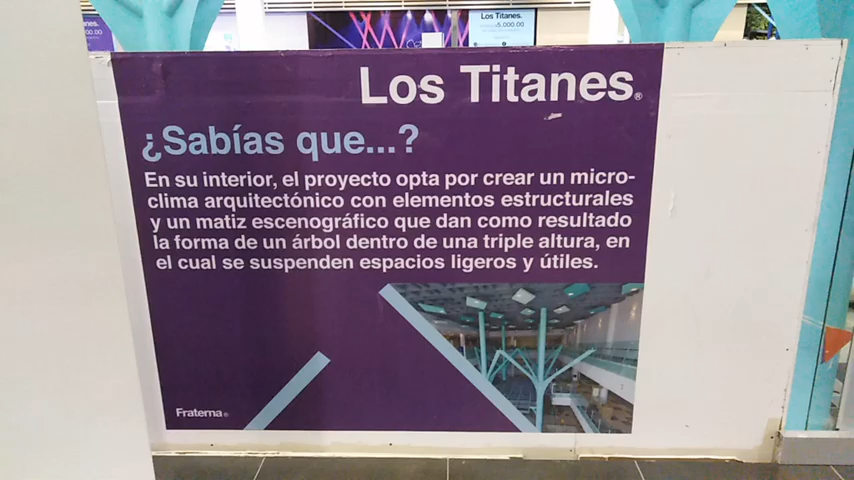 Los Titanes.
Los Titanes.
5,000.00
Los Titanes®
¿Sabías que...?
En su interior, el proyecto opta por crear un micro-
clima arquitectónico con elementos estructurales
y un matiz escenográfico que dan como resultado
la forma de un árbol dentro de una triple altura, en
el cual se suspenden espacios ligeros y útiles.
Fraterna®